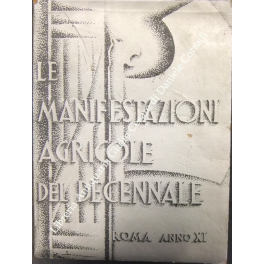 LE
MANIFESTAZIONI
AGRICOLE
DEL DECENNALE
ROMA ANNO XI